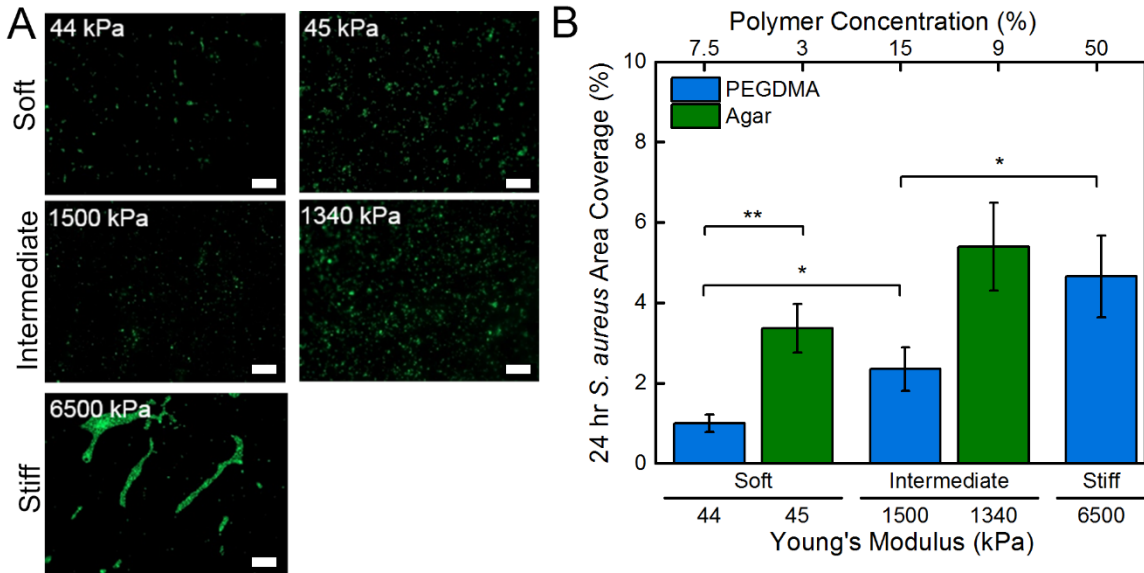 A
44 kPa
45 kPa
Soft
1500 kPa
1340 kPa
Intermediate
6500 kPa
Stiff
B
Polymer Concentration (%)
7.5 3 15 9 50
24 hr S. aureus Area Coverage (%)
10
8
6
4
2
0
PEGDMA
Agar
*
**
*
Soft Intermediate Stiff
44 45 1500 1340 6500
Young's Modulus (kPa)